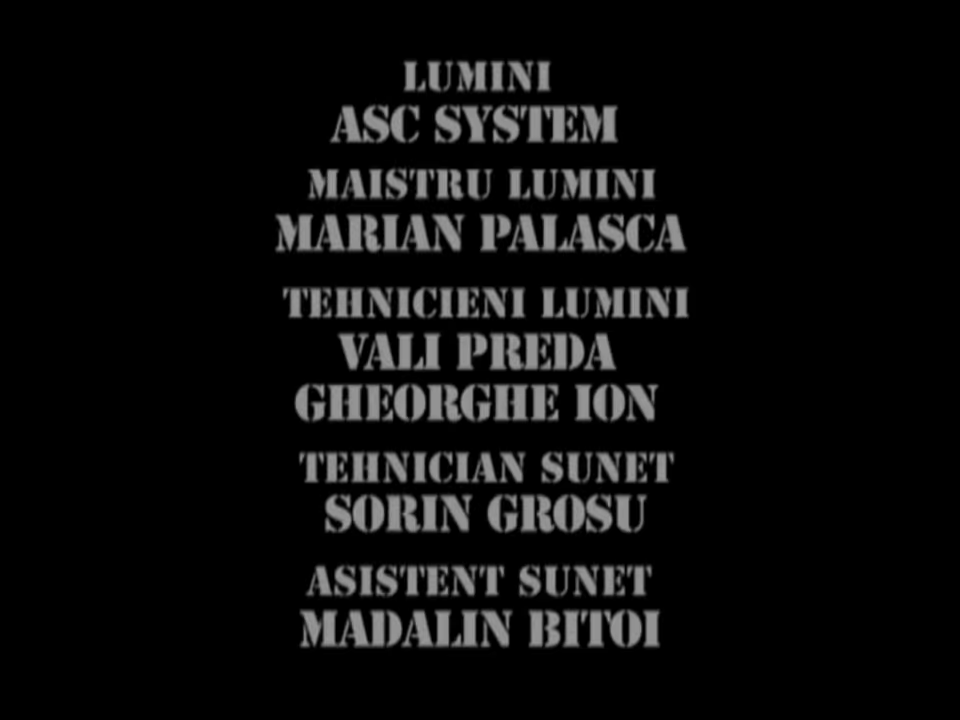 LUMINI
ASC SYSTEM
MAISTRU LUMINI
MARIAN PALASCA
TEHNICIENI LUMINI
VALI PREDA
GHEORGHE ION
TEHNICIAN SUNET
SORIN GROSU
ASISTENT SUNET
MADALIN BITOI